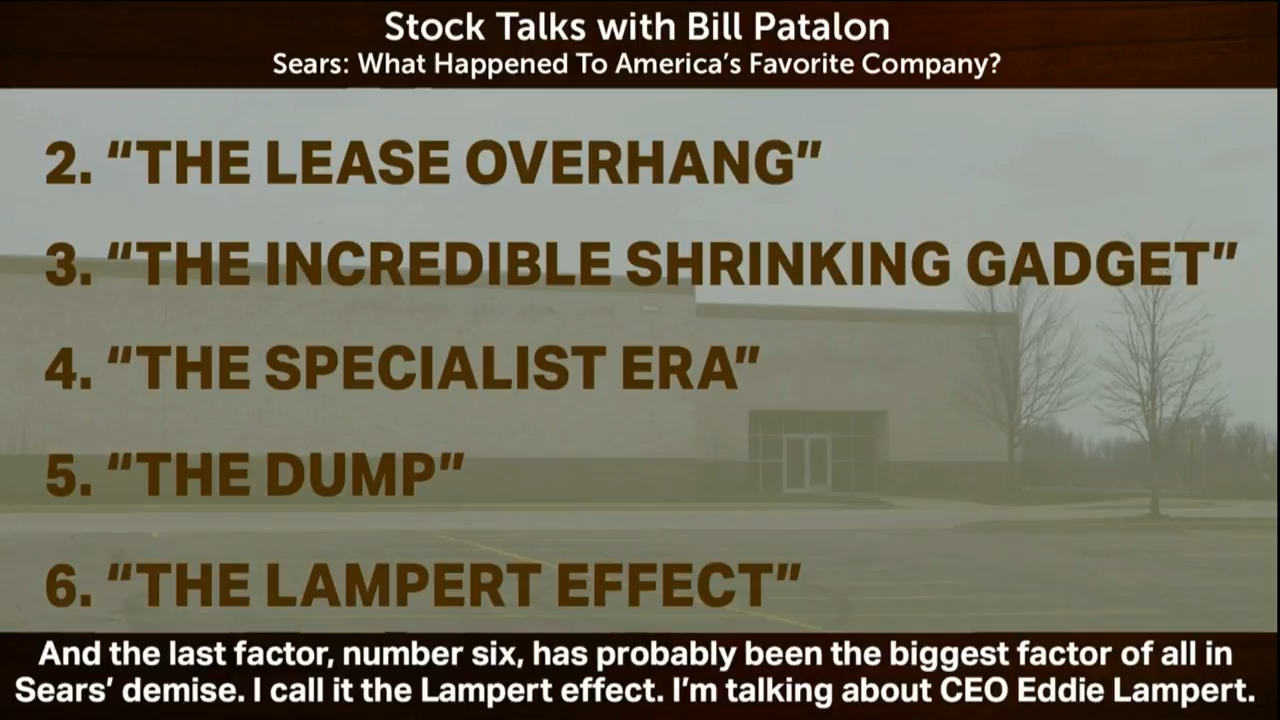 Stock Talks with Bill Patalon
Sears: What Happened To America's Favorite Company?
2. "THE LEASE OVERHANG"
3. "THE INCREDIBLE SHRINKING GADGET"
4. "THE SPECIALIST ERA"
5. "THE DUMP"
6. "THE LAMPERT EFFECT"
And the last factor, number six, has probably been the biggest factor of all in
Sears' demise. I call it the Lampert effect. I'm talking about CEO Eddie Lampert.